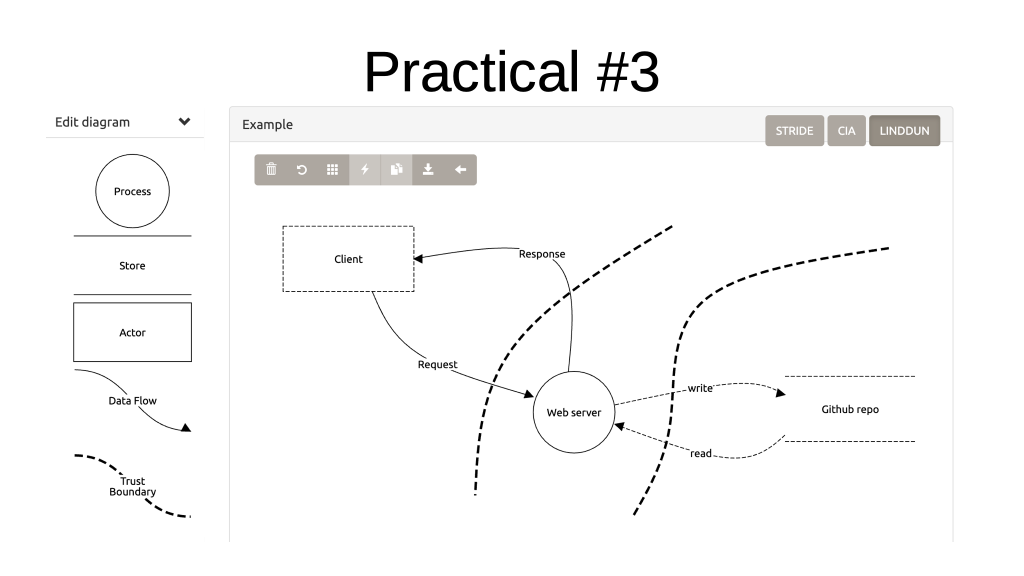 Practical #3
Edit diagram
Process
Store
Actor
Data Flow
Trust
Boundary
Example
STRIDE
CIA
LINDDUN
Client
Response
Request
Web server
write
read
Github repo